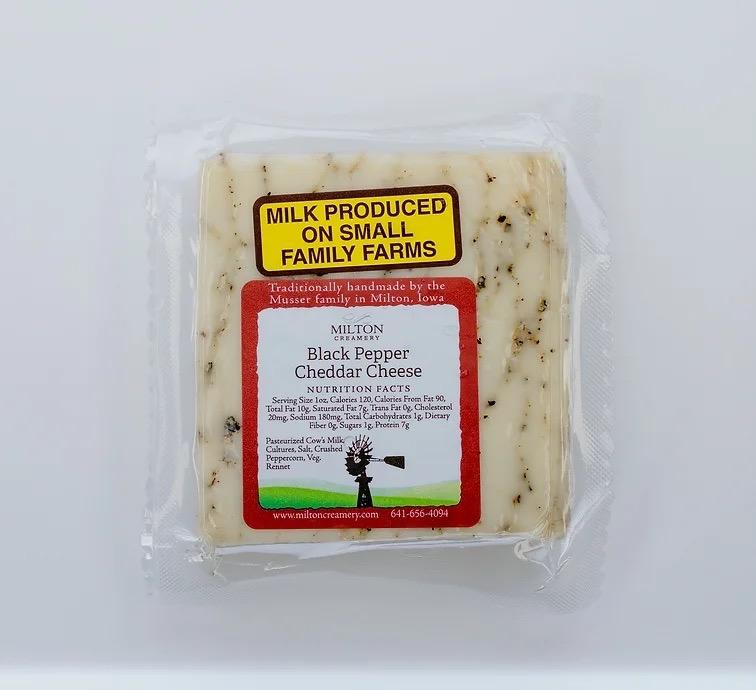 MILK PRODUCED
ON SMALL
FAMILY FARMS
Traditionally handmade by the
Musser family in Milton, Iowa
MILTON
CREAMERY
Black Pepper
Cheddar Cheese
NUTRITION FACTS
Serving Size 1oz, Calories 120, Calories From Fat 90,
Total Fat 10g, Saturated Fat 7g, Trans Fat 0g, Cholesterol
20mg, Sodium 180mg, Total Carbohydrates 1g, Dietary
Fiber 0g, Sugars 1g, Protein 7g
Pasteurized Cow's Milk,
Cultures, Salt, Crushed
Peppercorn, Veg.
Rennet
www.miltoncreamery.com 641-656-4094